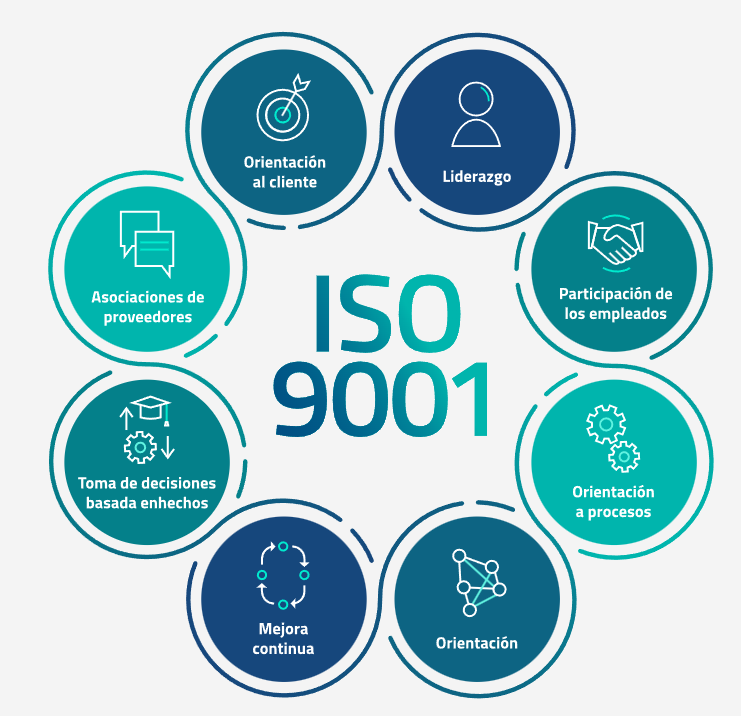 Orientación
al cliente
Liderazgo
Participación de
los empleados
Orientación
a procesos
Orientación
Mejora
continua
Toma de decisiones
basada enhechos
Asociaciones de
proveedores
ISO
9001